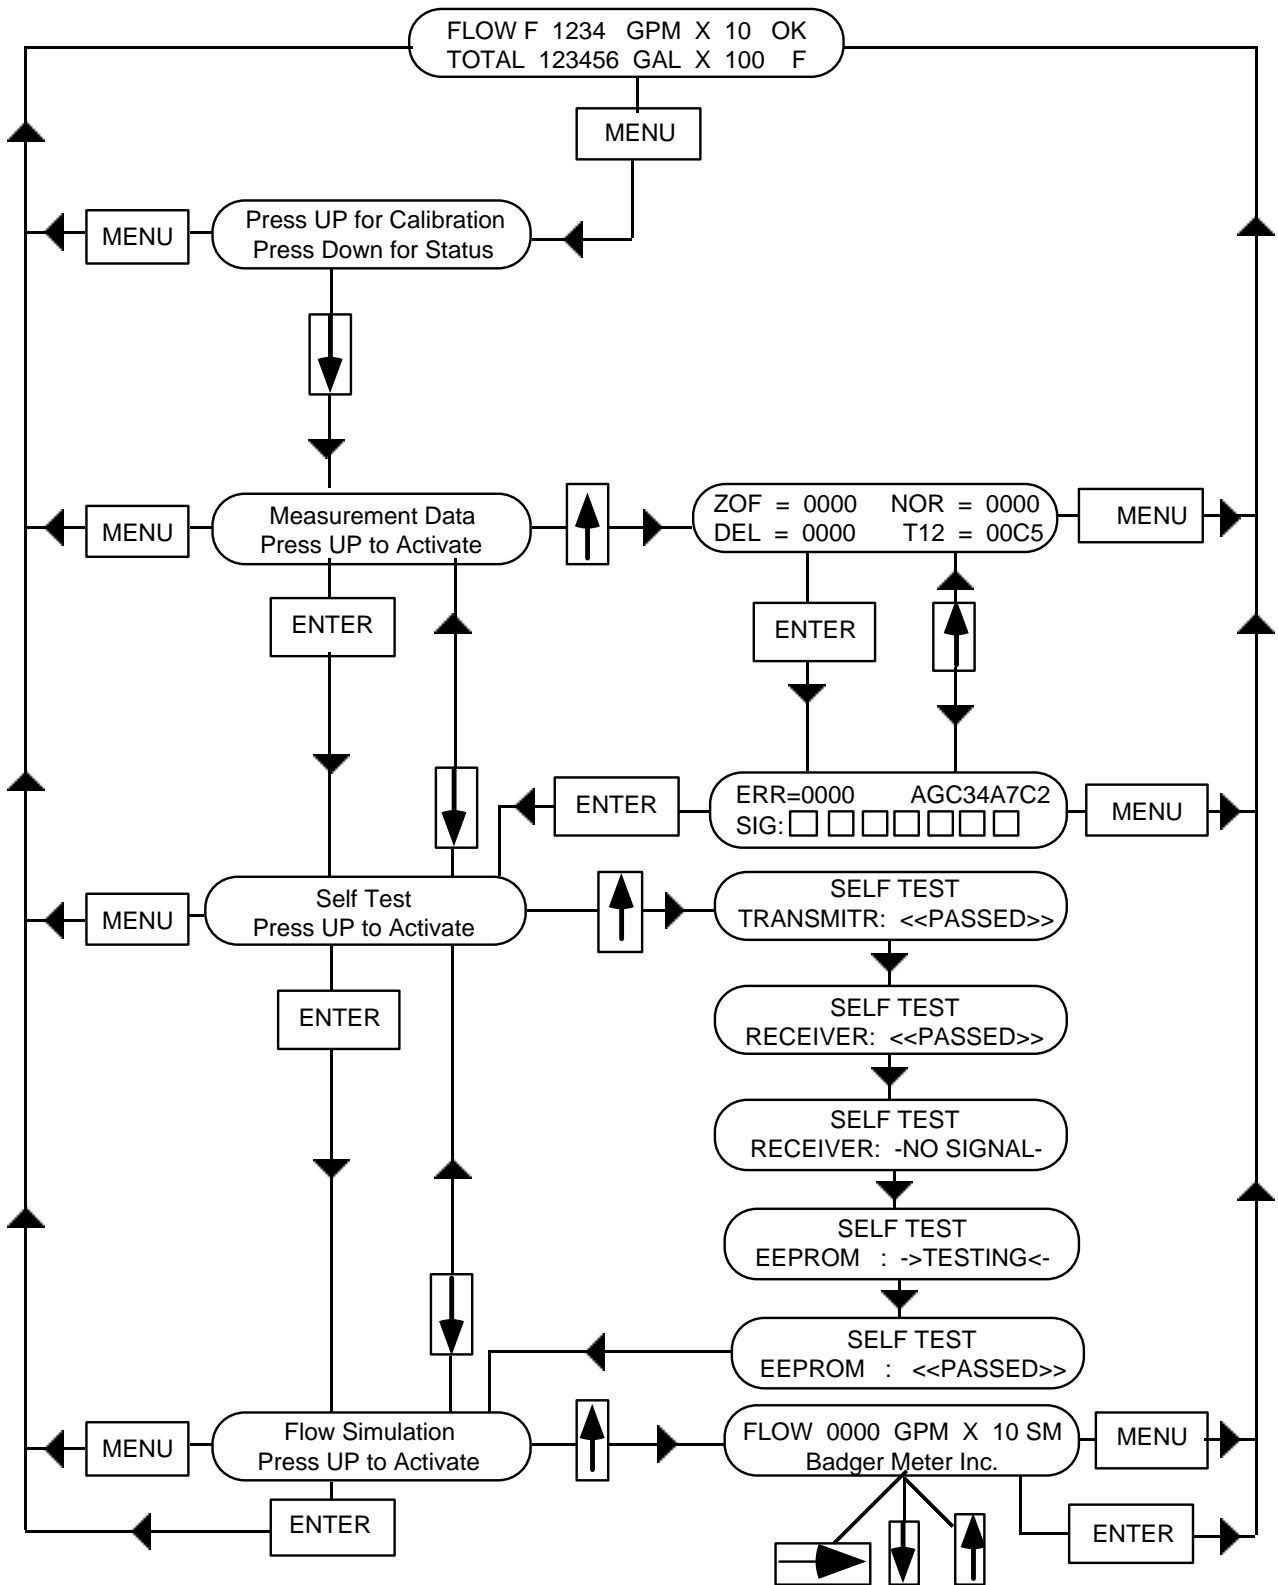 FLOW F 1234 GPM X 10 OK
TOTAL 123456 GAL X 100 F
MENU
MENU
Press UP for Calibration
Press Down for Status
MENU
Measurement Data
Press UP to Activate
ZOF = 0000 NOR = 0000
DEL = 0000 T12 = 00C5
MENU
ENTER
ENTER
ENTER
ERR=0000 AGC34A7C2
SIG:
MENU
MENU
Self Test
Press UP to Activate
SELF TEST
TRANSMITR: <<PASSED>>
ENTER
SELF TEST
RECEIVER: <<PASSED>>
SELF TEST
RECEIVER: -NO SIGNAL-
SELF TEST
EEPROM : ->TESTING<-
SELF TEST
EEPROM : <<PASSED>>
MENU
Flow Simulation
Press UP to Activate
FLOW 0000 GPM X 10 SM
Badger Meter Inc.
MENU
ENTER
ENTER